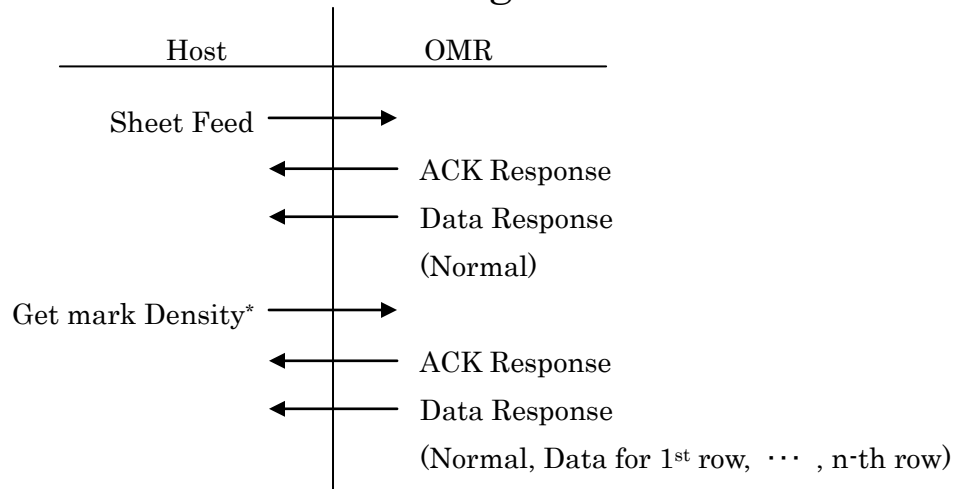 Host OMR
Sheet Feed
ACK Response
Data Response
(Normal)
Get mark Density*
ACK Response
Data Response
(Normal, Data for 1st row, ･･･ , n-th row)